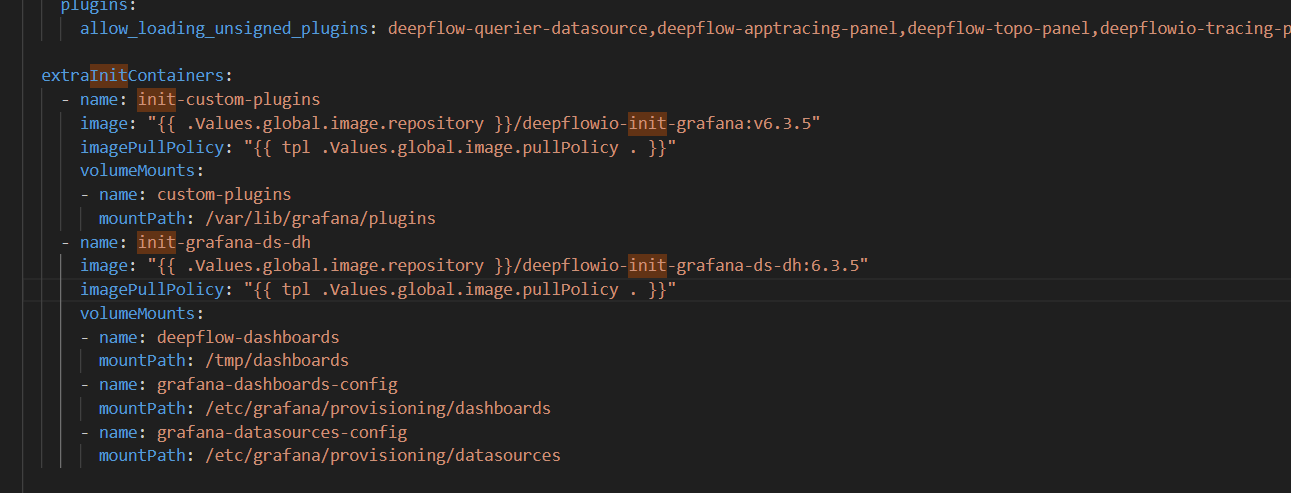 plugins:
allow_loading_unsigned_plugins: deepflow-querier-datasource,deepflow-apptracing-panel,deepflow-topo-panel,deepflowio-tracing-p
extraInitContainers:
- name: init-custom-plugins
image: "{{ .Values.global.image.repository }}/deepflowio-init-grafana:v6.3.5"
imagePullPolicy: "{{ tpl .Values.global.image.pullPolicy . }}"
volumeMounts:
- name: custom-plugins
mountPath: /var/lib/grafana/plugins
- name: init-grafana-ds-dh
image: "{{ .Values.global.image.repository }}/deepflowio-init-grafana-ds-dh:6.3.5"
imagePullPolicy: "{{ tpl .Values.global.image.pullPolicy . }}"
volumeMounts:
- name: deepflow-dashboards
mountPath: /tmp/dashboards
- name: grafana-dashboards-config
mountPath: /etc/grafana/provisioning/dashboards
- name: grafana-datasources-config
mountPath: /etc/grafana/provisioning/datasources